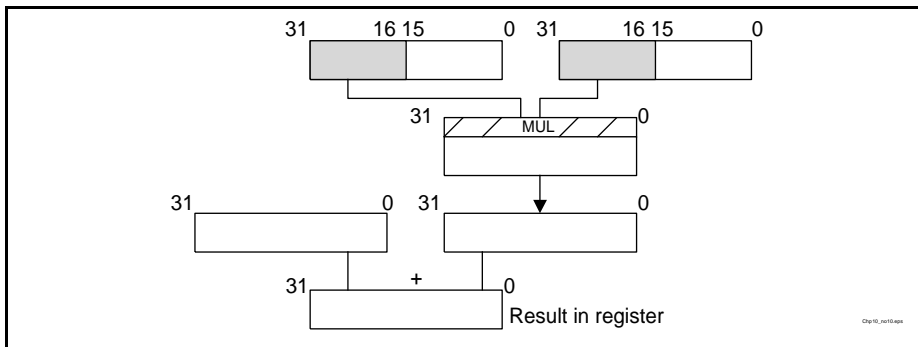 31 16 15 0 31 16 15 0
31 0
MUL
31 0 31 0
31 + 0
Result in register
Chp10_no10.eps